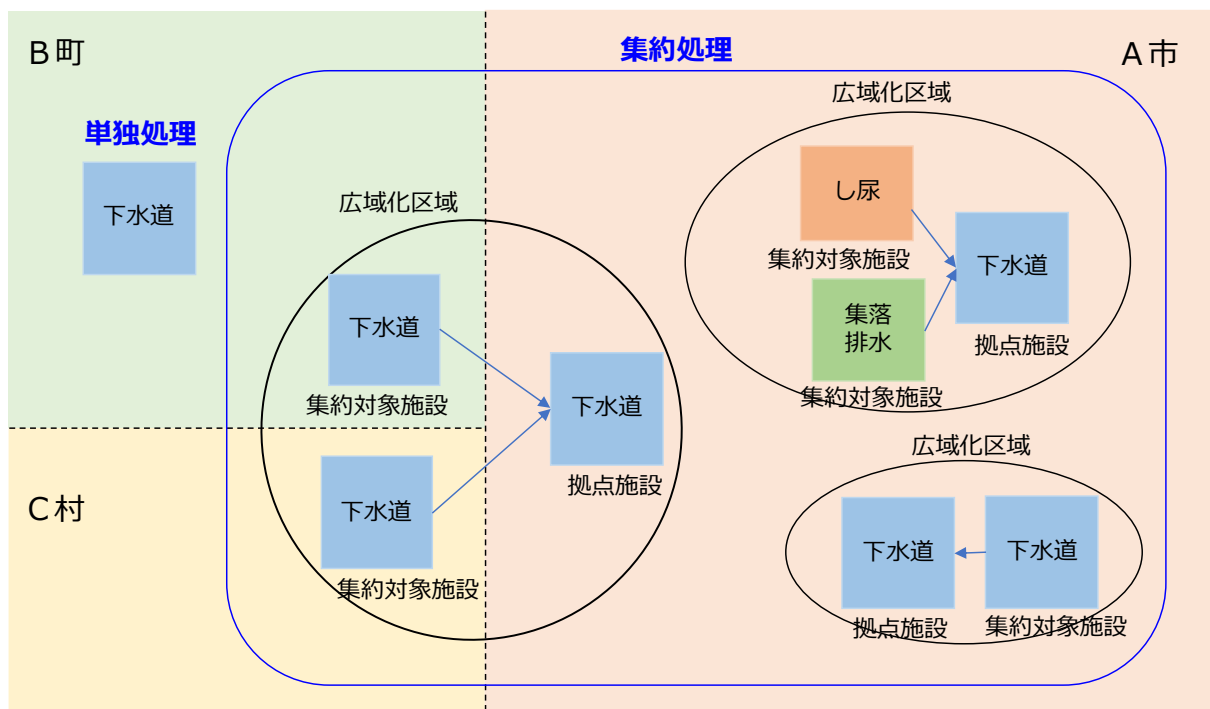 Ｂ町
集約処理
Ａ市
単独処理
下水道
広域化区域
下水道
集約対象施設
下水道
集約対象施設
下水道
拠点施設
広域化区域
し尿
集約対象施設
集落
排水
集約対象施設
下水道
拠点施設
広域化区域
下水道
拠点施設
下水道
集約対象施設
Ｃ村